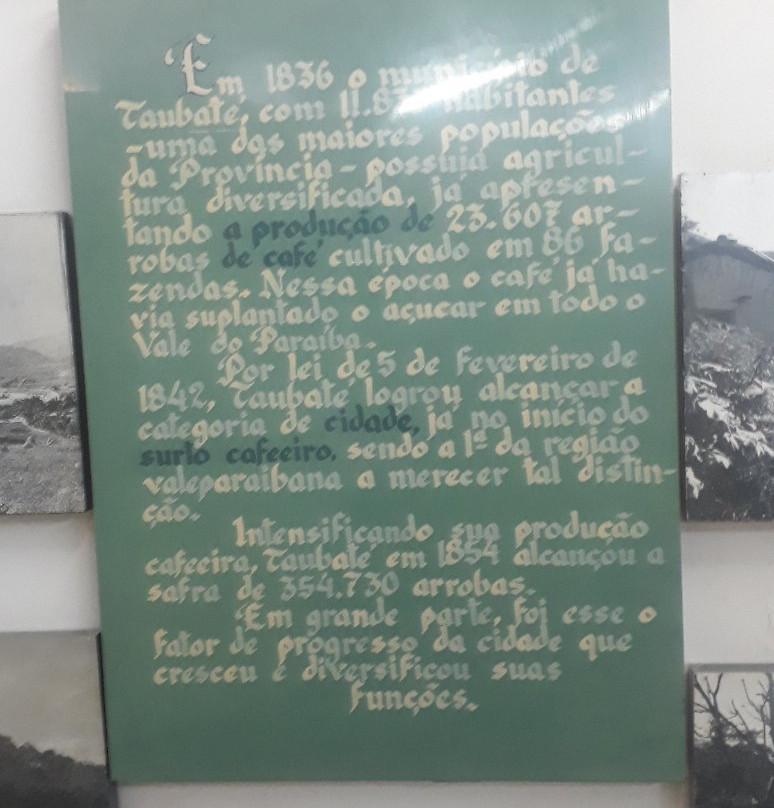 Em 1836 o município de
Taubaté, com habitantes
-uma das maiores populações
da Província - possuia agricul-
tura diversificada, já apresen-
tando a produção de 23.607 ar-
robas de café cultivado em 86 fa-
zendas. Nessa época o café já ha-
via suplantado o açucar em todo o
Vale do Paraíba.
Por lei de 5 de fevereiro de
1842, Taubaté logrou alcançar a
categoria de cidade, já no início do
surto cafeeiro, sendo a 1ª da região
valeparaibana a merecer tal distin-
ção.
Intensificando sua produção
cafeeira, Taubaté em 1854 alcançou a
safra de 354.730 arrobas.
Em grande parte, foi esse o
fator de progresso da cidade que
cresceu e diversificou suas
funções.